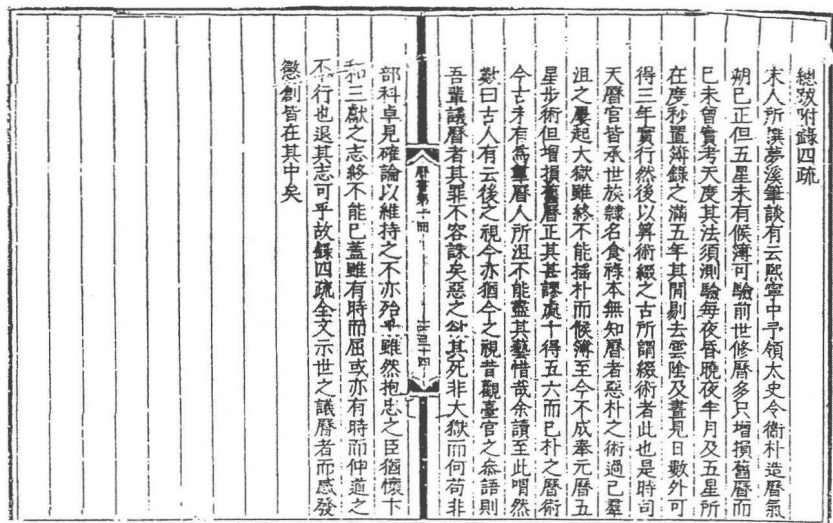 總跋附錄四疏
宋人所譔夢溪筆談有云熙寧中予領太史令衛朴造曆氣
朔已正但五星未有候簿可驗前世修曆多只增損舊曆而
已未曾實考天度其法須測驗每夜昏曉夜半月及五星所
在度秒置簿錄之滿五年其間剔去雲陰及晝見日數外可
得三年實行然後以算術綴之古所謂綴術者此也是時司
天曆官皆承世族隸名食祿本無知曆者惡朴之術過己羣
沮之屢起大獄雖終不能搖朴而候簿至今不成奉元曆五
星步術但增損舊曆正其甚謬處十得五六而已朴之曆術
今古未有為羣曆人所沮不能盡其藝惜哉余讀至此喟然
歎曰古人有云後之視今亦猶今之視昔觀臺官之叅語則
吾輩議曆者其罪不容誅矣惡之欲其死非大獄而何苟非
曆書第十冊
部科卓見確論以維持之不亦殆乎雖然抱忠之臣猶懷卞
和三獻之志終不能已蓋雖有時而屈或亦有時而伸道之
不行也退其志可乎故錄四疏全文示世之議曆者而感發
懲創皆在其中矣